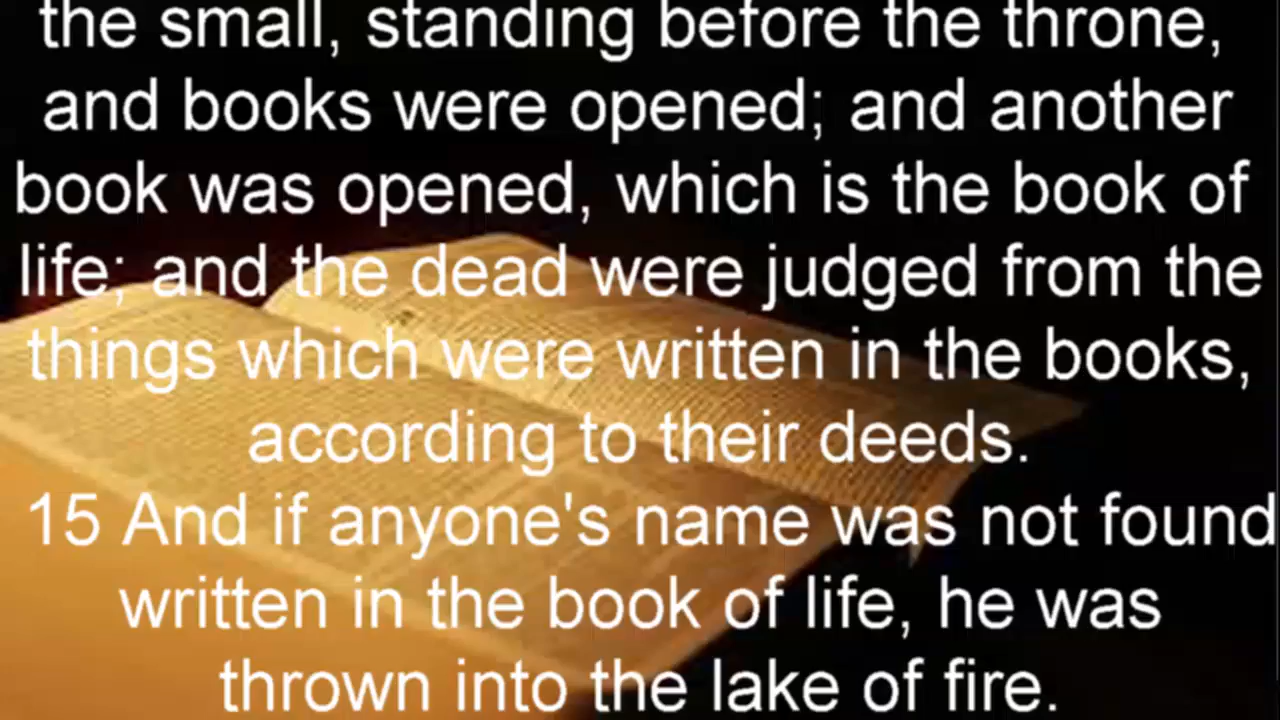 the small, standing before the throne,
and books were opened; and another
book was opened, which is the book of
life; and the dead were judged from the
things which were written in the books,
according to their deeds.
15 And if anyone's name was not found
written in the book of life, he was
thrown into the lake of fire.